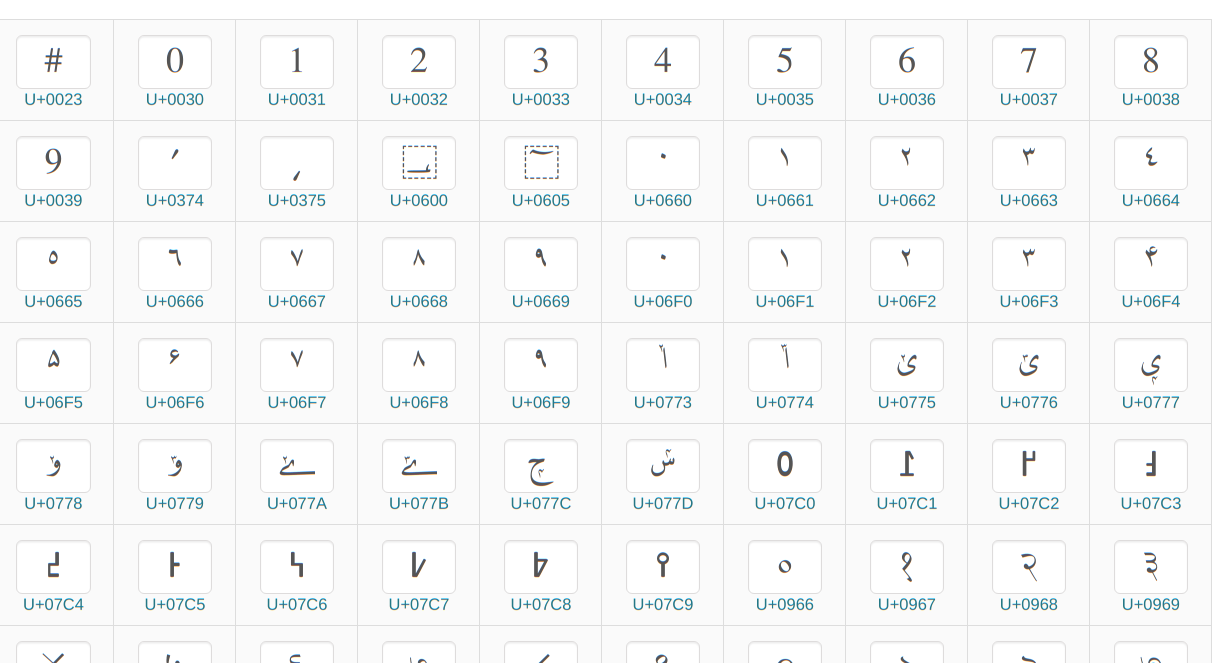 # 0 1 2 3 4 5 6 7 8
U+0023 U+0030 U+0031 U+0032 U+0033 U+0034 U+0035 U+0036 U+0037 U+0038
9 ʹ ͵ ؀ ؅ ٠ ١ ٢ ٣ ٤
U+0039 U+0374 U+0375 U+0600 U+0605 U+0660 U+0661 U+0662 U+0663 U+0664
٥ ٦ ٧ ٨ ٩ ۰ ۱ ۲ ۳ ۴
U+0665 U+0666 U+0667 U+0668 U+0669 U+06F0 U+06F1 U+06F2 U+06F3 U+06F4
۵ ۶ ۷ ۸ ۹ ݳ ݴ ݵ ݶ ݷ
U+06F5 U+06F6 U+06F7 U+06F8 U+06F9 U+0773 U+0774 U+0775 U+0776 U+0777
ݸ ݹ ݺ ݻ ݼ ݽ ߀ ߁ ߂ ߃
U+0778 U+0779 U+077A U+077B U+077C U+077D U+07C0 U+07C1 U+07C2 U+07C3
߄ ߅ ߆ ߇ ߈ ߉ ० १ २ ३
U+07C4 U+07C5 U+07C6 U+07C7 U+07C8 U+07C9 U+0966 U+0967 U+0968 U+0969